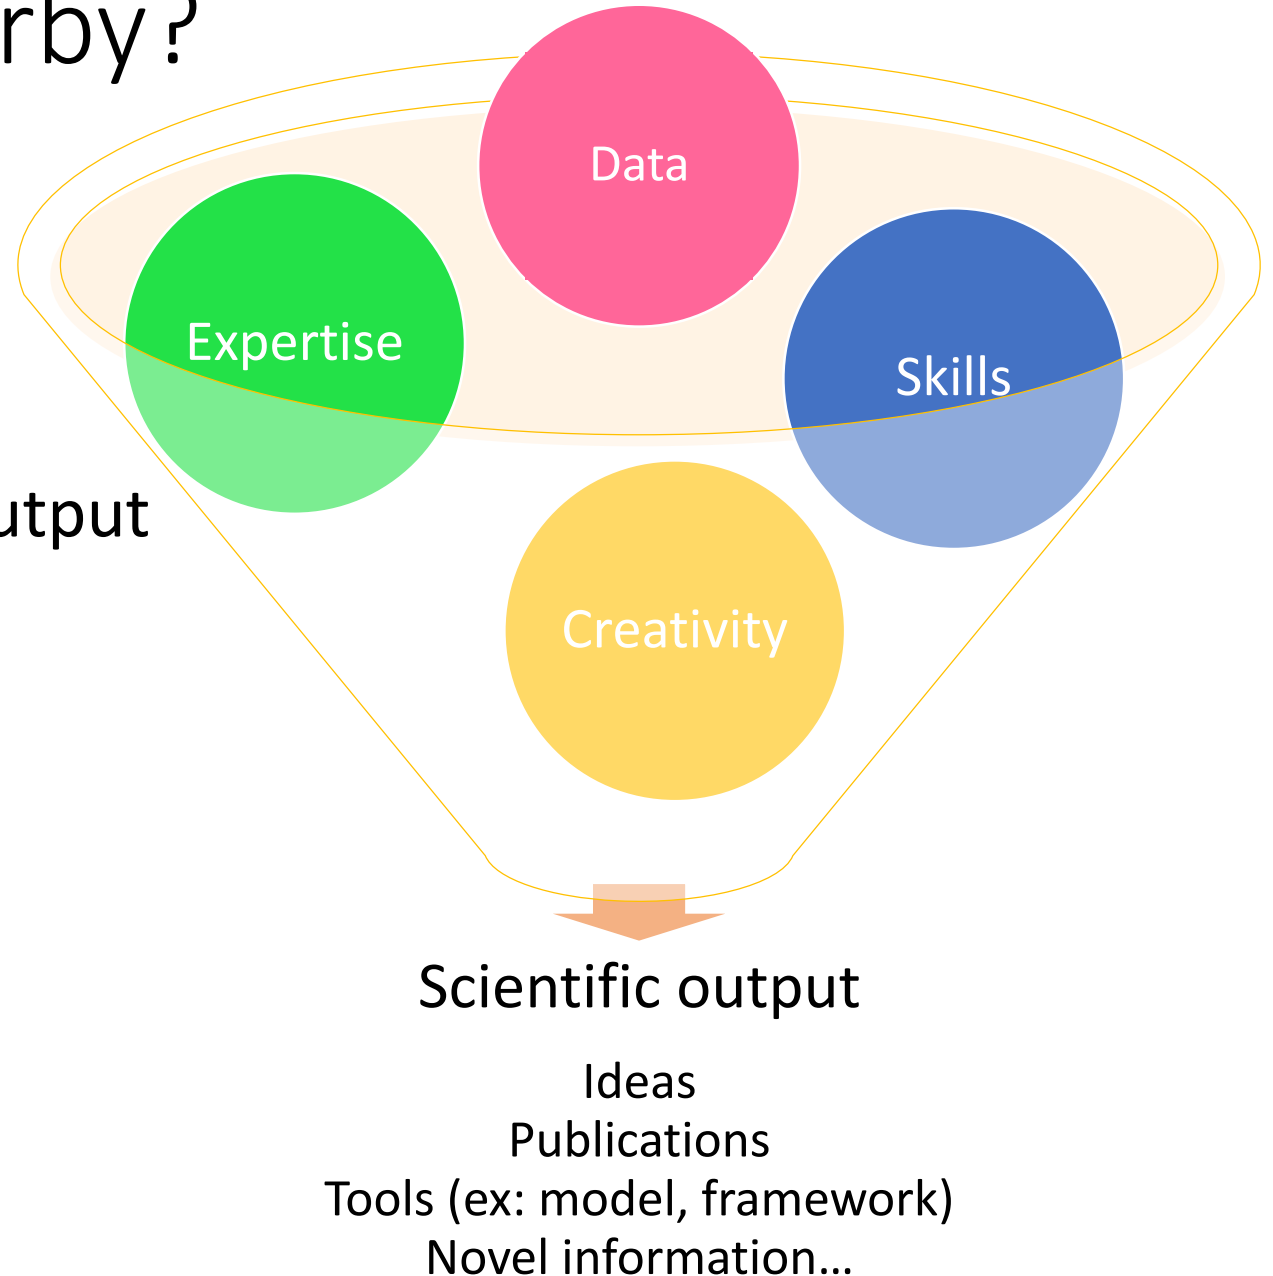 rby?
Data
Expertise
Skills
utput
Creativity
Scientific output
Ideas
Publications
Tools (ex: model, framework)
Novel information…